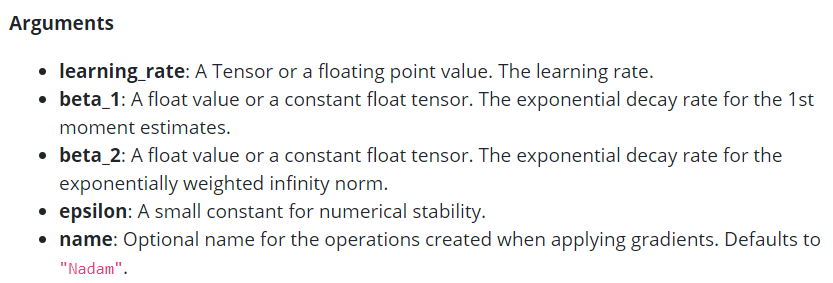 Arguments
• learning_rate: A Tensor or a floating point value. The learning rate.
• beta_1: A float value or a constant float tensor. The exponential decay rate for the 1st
moment estimates.
• beta_2: A float value or a constant float tensor. The exponential decay rate for the
exponentially weighted infinity norm.
• epsilon: A small constant for numerical stability.
• name: Optional name for the operations created when applying gradients. Defaults to
"Nadam".